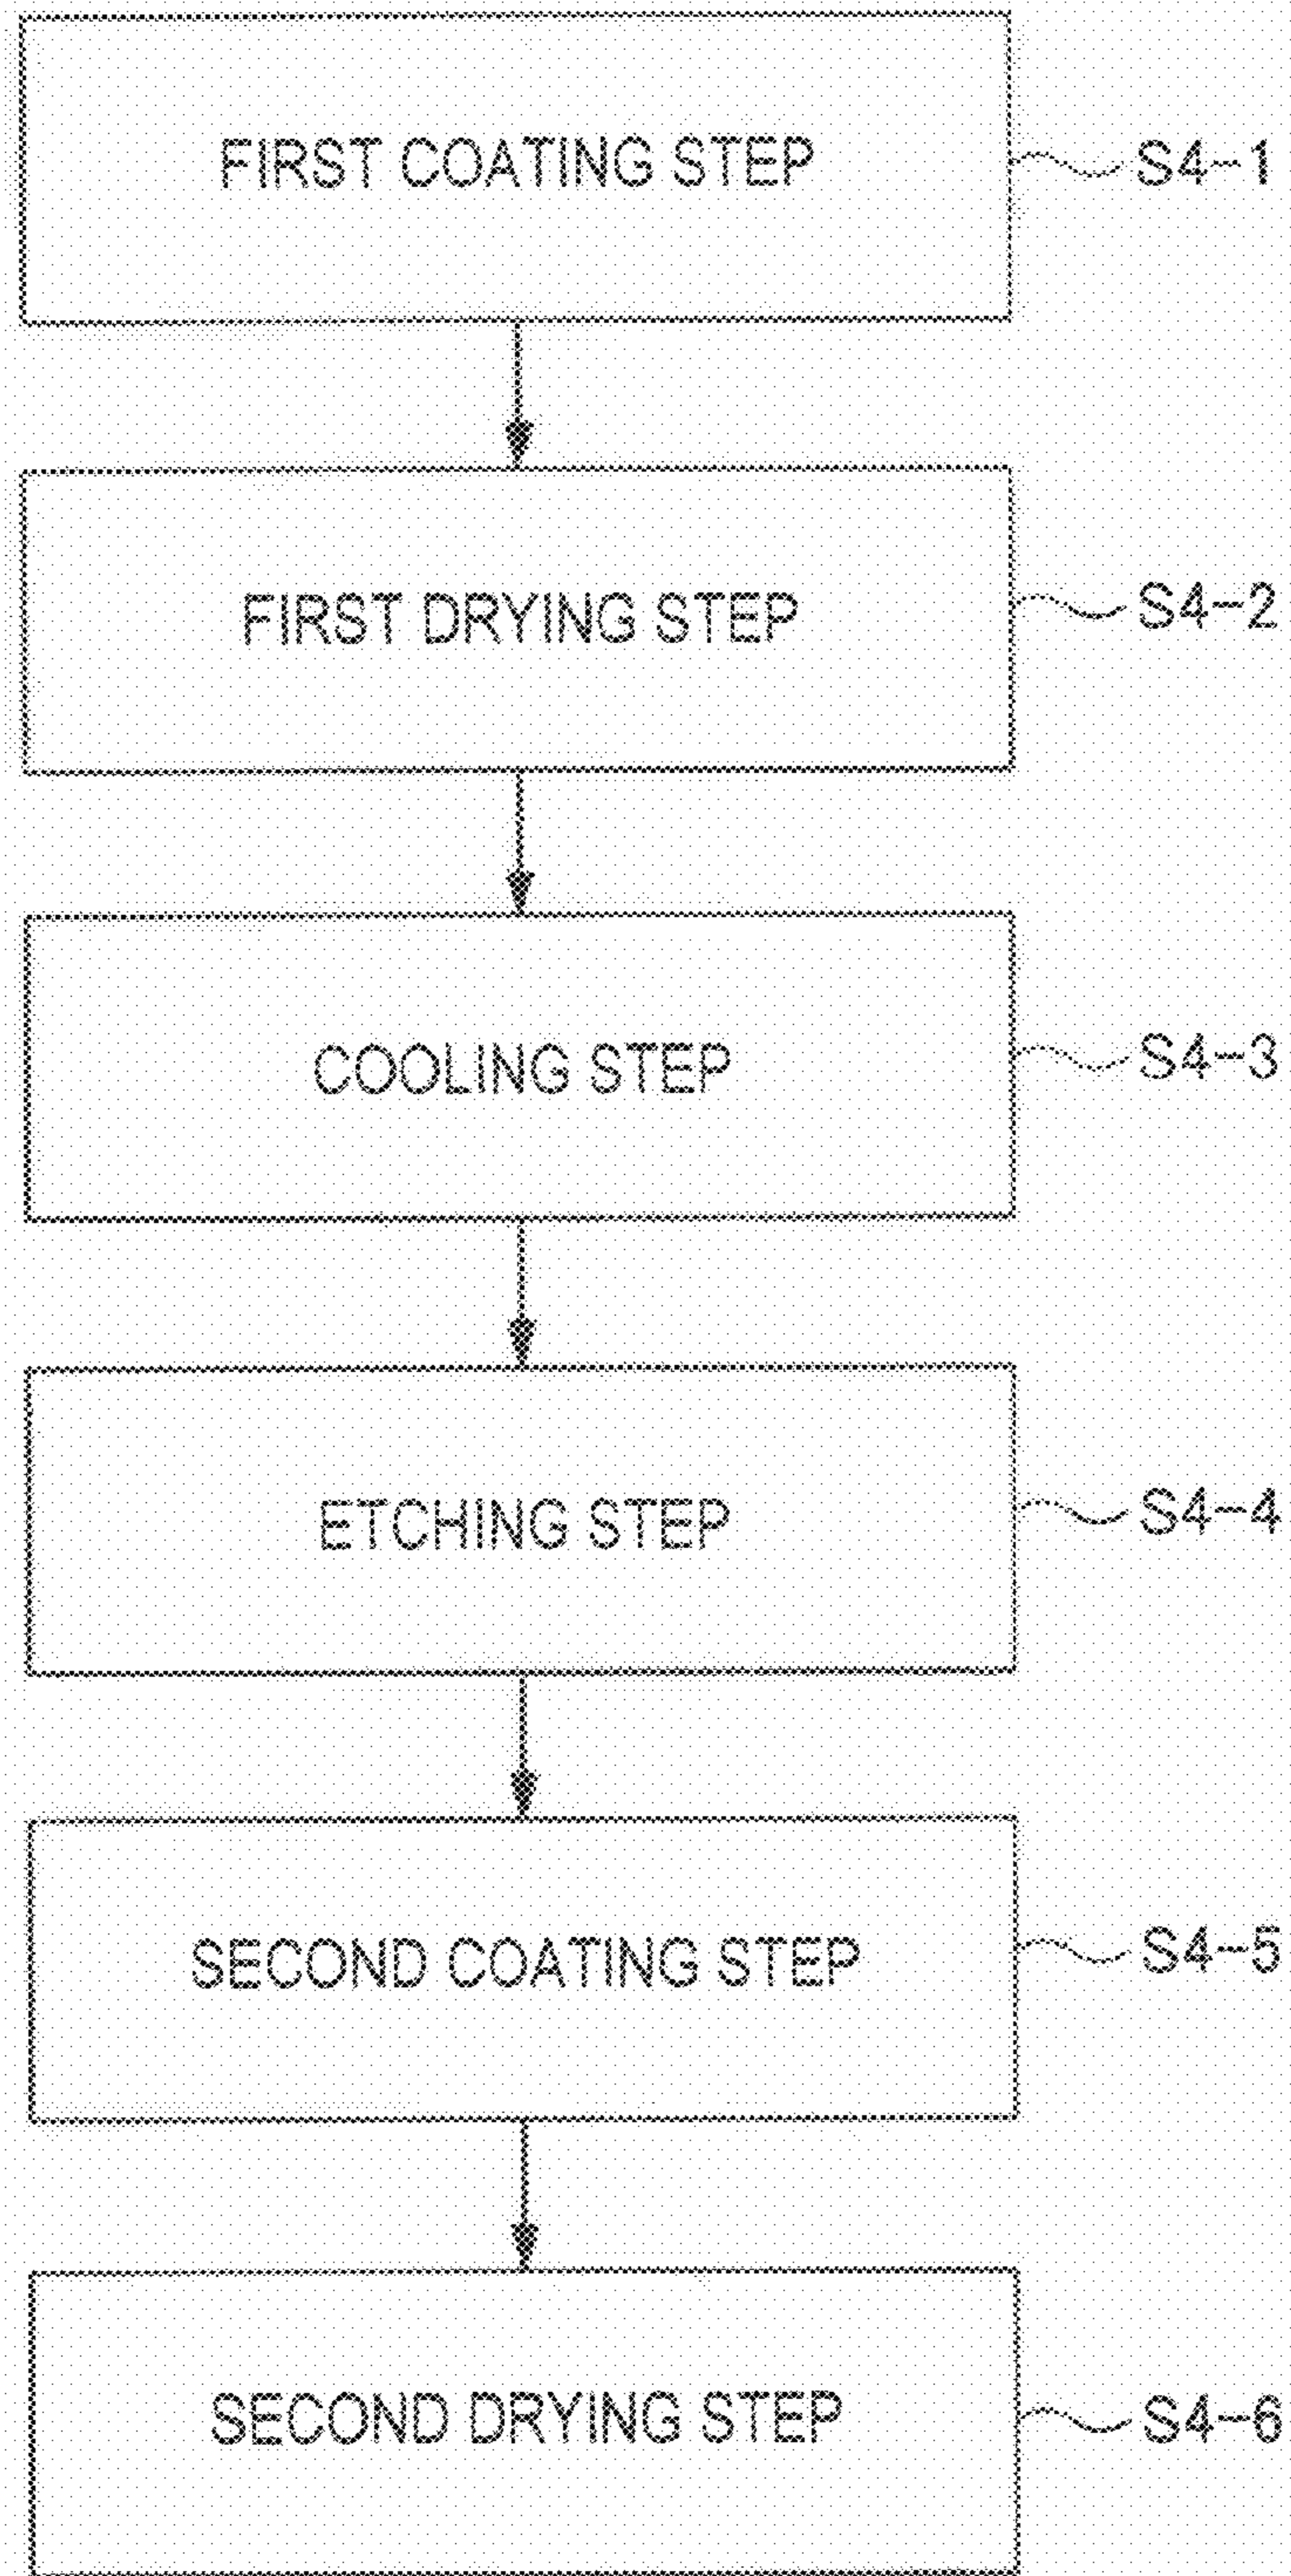 FIRST COATING STEP S4-1
FIRST DRYING STEP S4-2
COOLING STEP S4-3
ETCHING STEP S4-4
SECOND COATING STEP S4-5
SECOND DRYING STEP S4-6